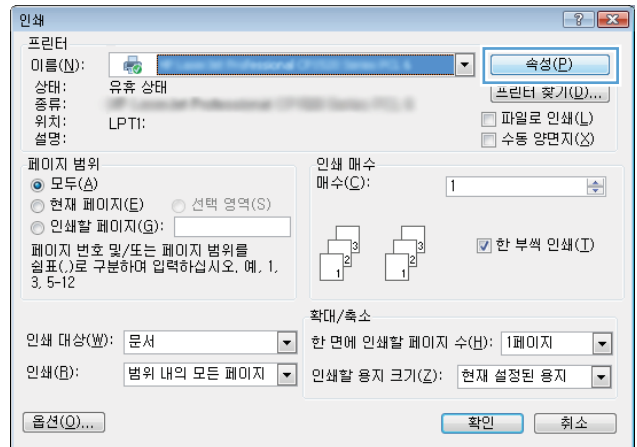 인쇄
프린터
이름(N):
속성(P)
상태: 유휴 상태
프린터 찾기(D)...
종류:
위치: LPT1:
파일로 인쇄(L)
설명:
수동 양면지(X)
페이지 범위
모두(A)
현재 페이지(E) 선택 영역(S)
인쇄할 페이지(G):
페이지 번호 및/또는 페이지 범위를
쉼표(,)로 구분하여 입력하십시오. 예, 1,
3, 5-12
인쇄 매수
매수(C): 1
3 3
2 2
1 1
한 부씩 인쇄(T)
인쇄 대상(W): 문서
인쇄(R): 범위 내의 모든 페이지
확대/축소
한 면에 인쇄할 페이지 수(H): 1페이지
인쇄할 용지 크기(Z): 현재 설정된 용지
옵션(O)...
확인 취소